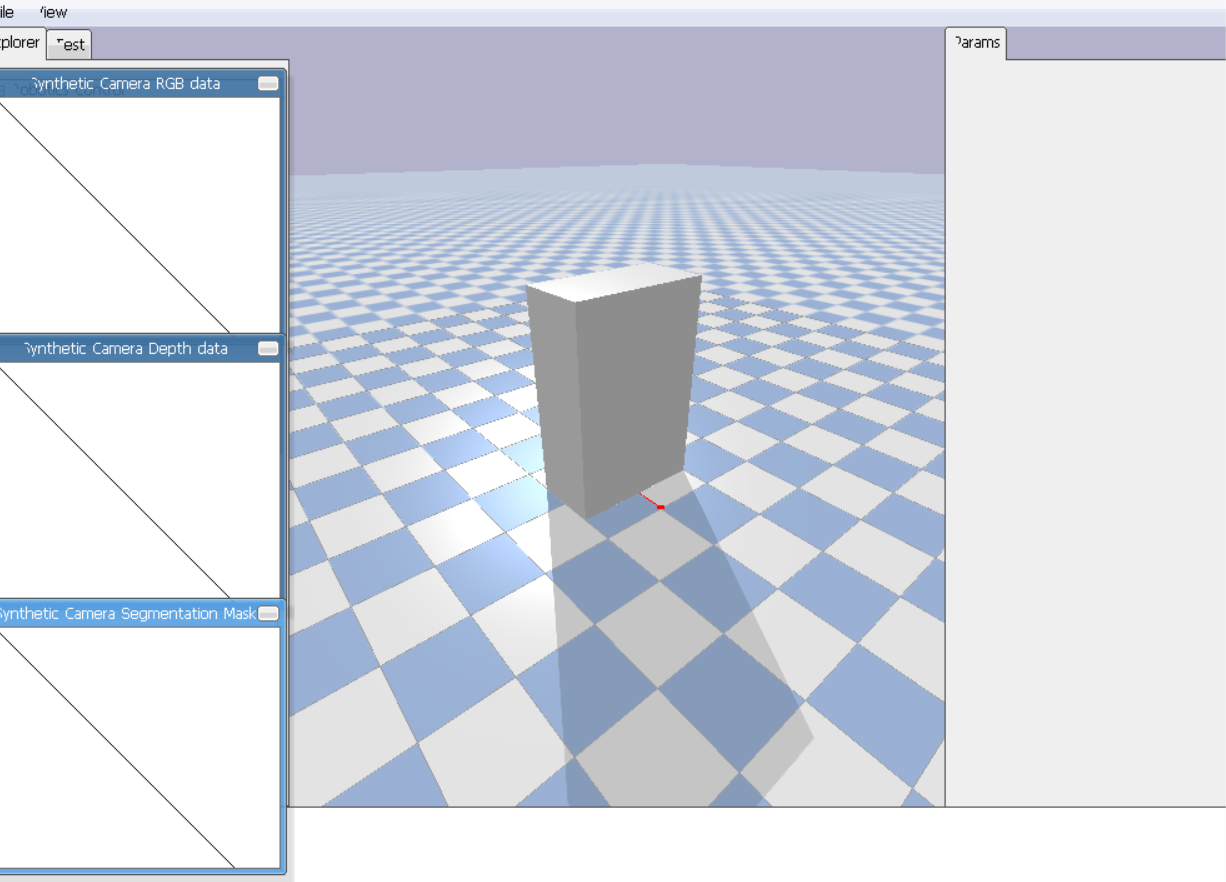 ile  View
plorer  Test  Params
Synthetic Camera RGB data
Synthetic Camera Depth data
Synthetic Camera Segmentation Mask